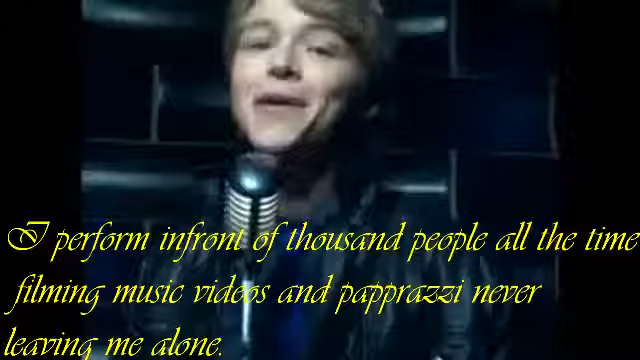 I perform infront of thousand people all the time
filming music videos and papprazzi never
leaving me alone.